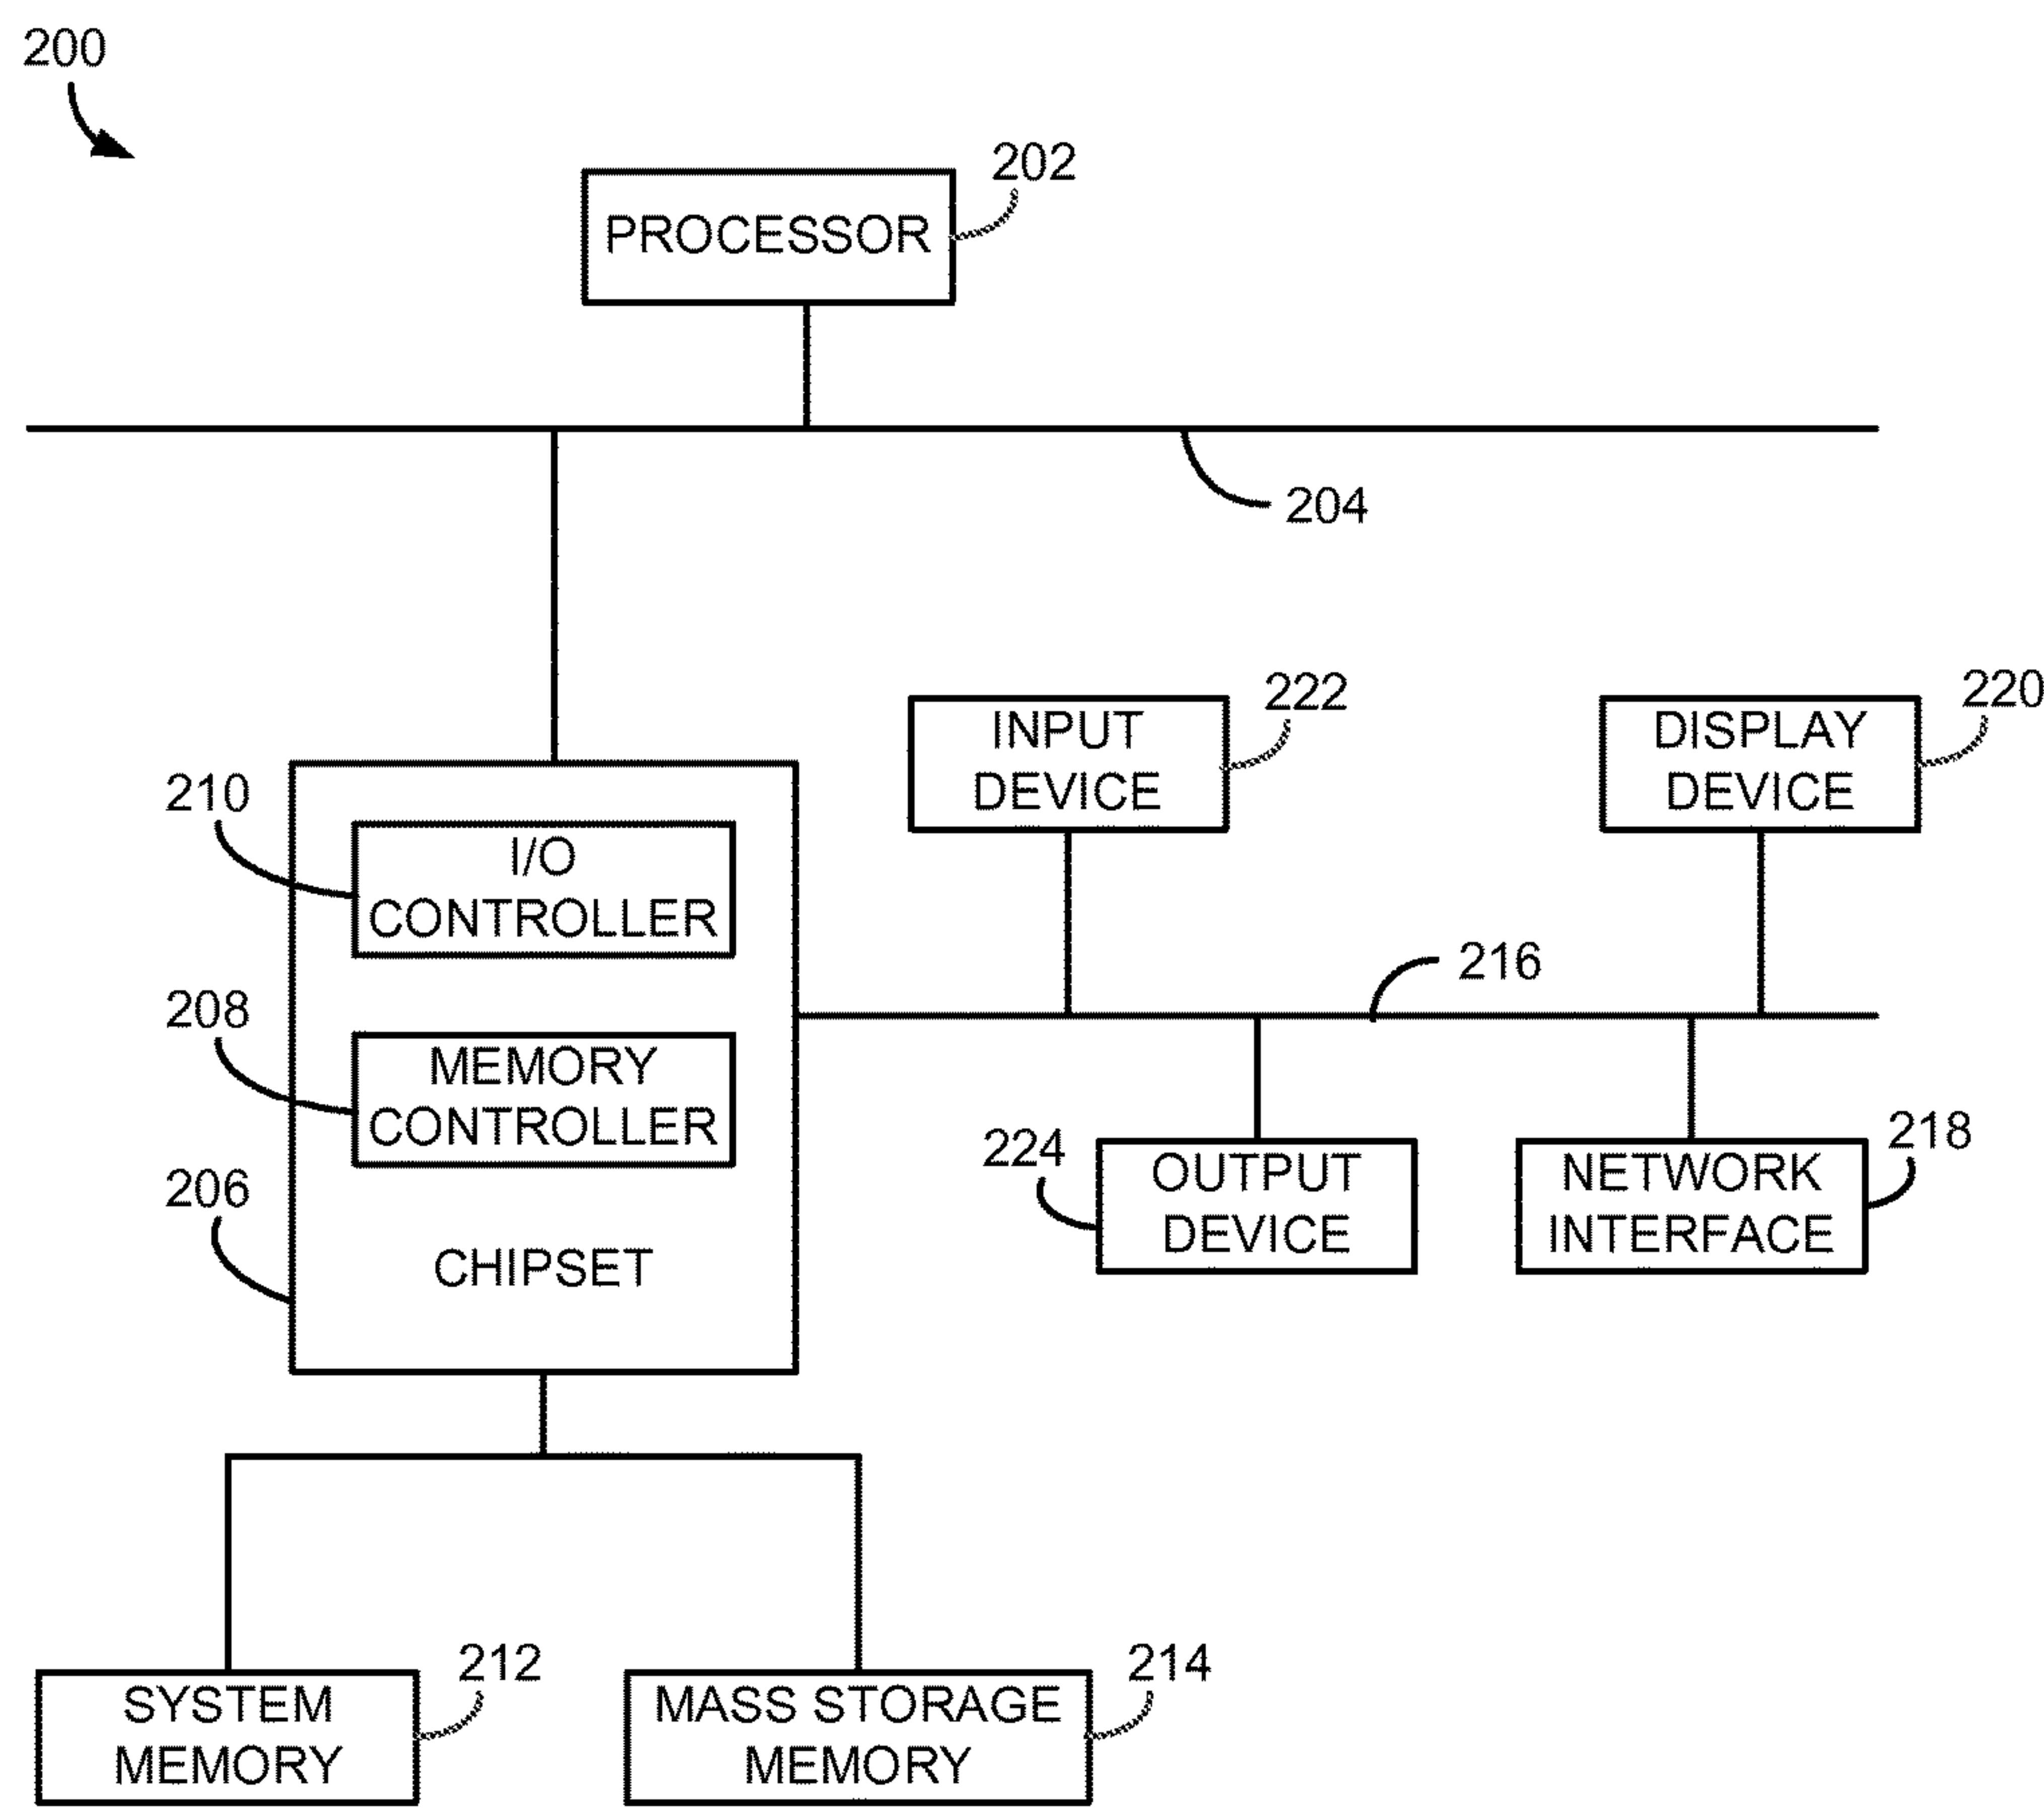 200
202
PROCESSOR
204
222
INPUT
DEVICE
220
DISPLAY
DEVICE
210
I/O
CONTROLLER
216
208
MEMORY
CONTROLLER
206
CHIPSET
224
OUTPUT
DEVICE
218
NETWORK
INTERFACE
212
SYSTEM
MEMORY
214
MASS STORAGE
MEMORY